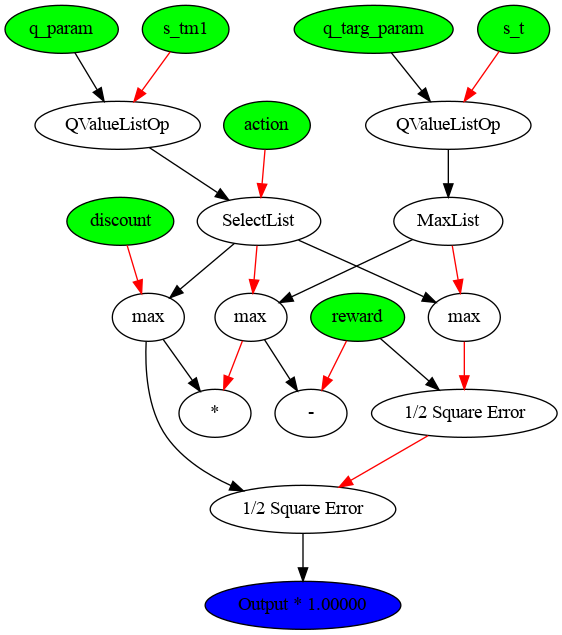 q_param
s_tm1
q_targ_param
s_t
QValueListOp
action
QValueListOp
discount
SelectList
MaxList
max
max
reward
max
*
-
1/2 Square Error
1/2 Square Error
Output * 1.00000